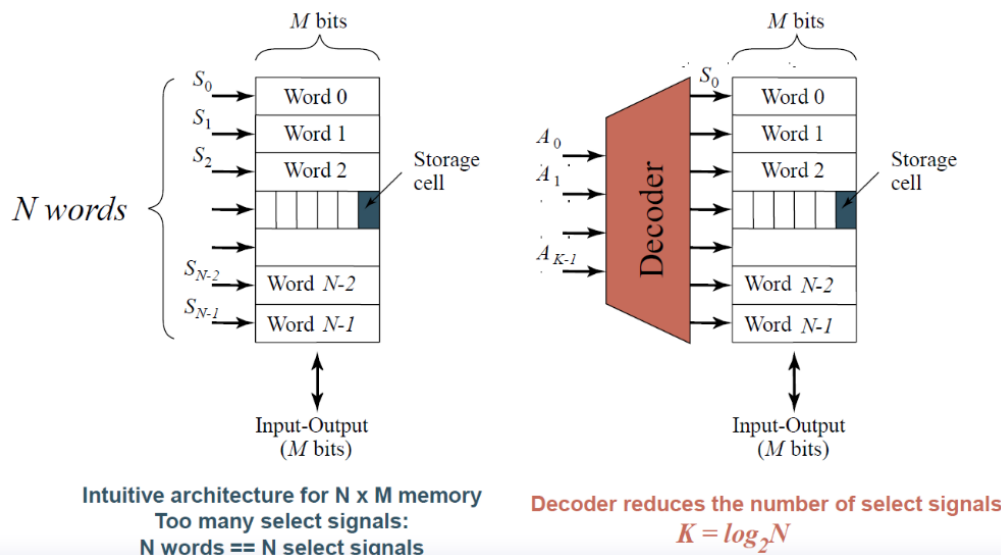 M bits
S0
Word 0
S1
Word 1
S2
Word 2
Storage
cell
N words
SN-2
Word N-2
SN-1
Word N-1
Input-Output
(M bits)
Intuitive architecture for N x M memory
Too many select signals:
N words == N select signals
M bits
S0
Word 0
A0
Word 1
A1
Word 2
Storage
cell
Decoder
AK-1
Word N-2
Word N-1
Input-Output
(M bits)
Decoder reduces the number of select signals
K = log2N